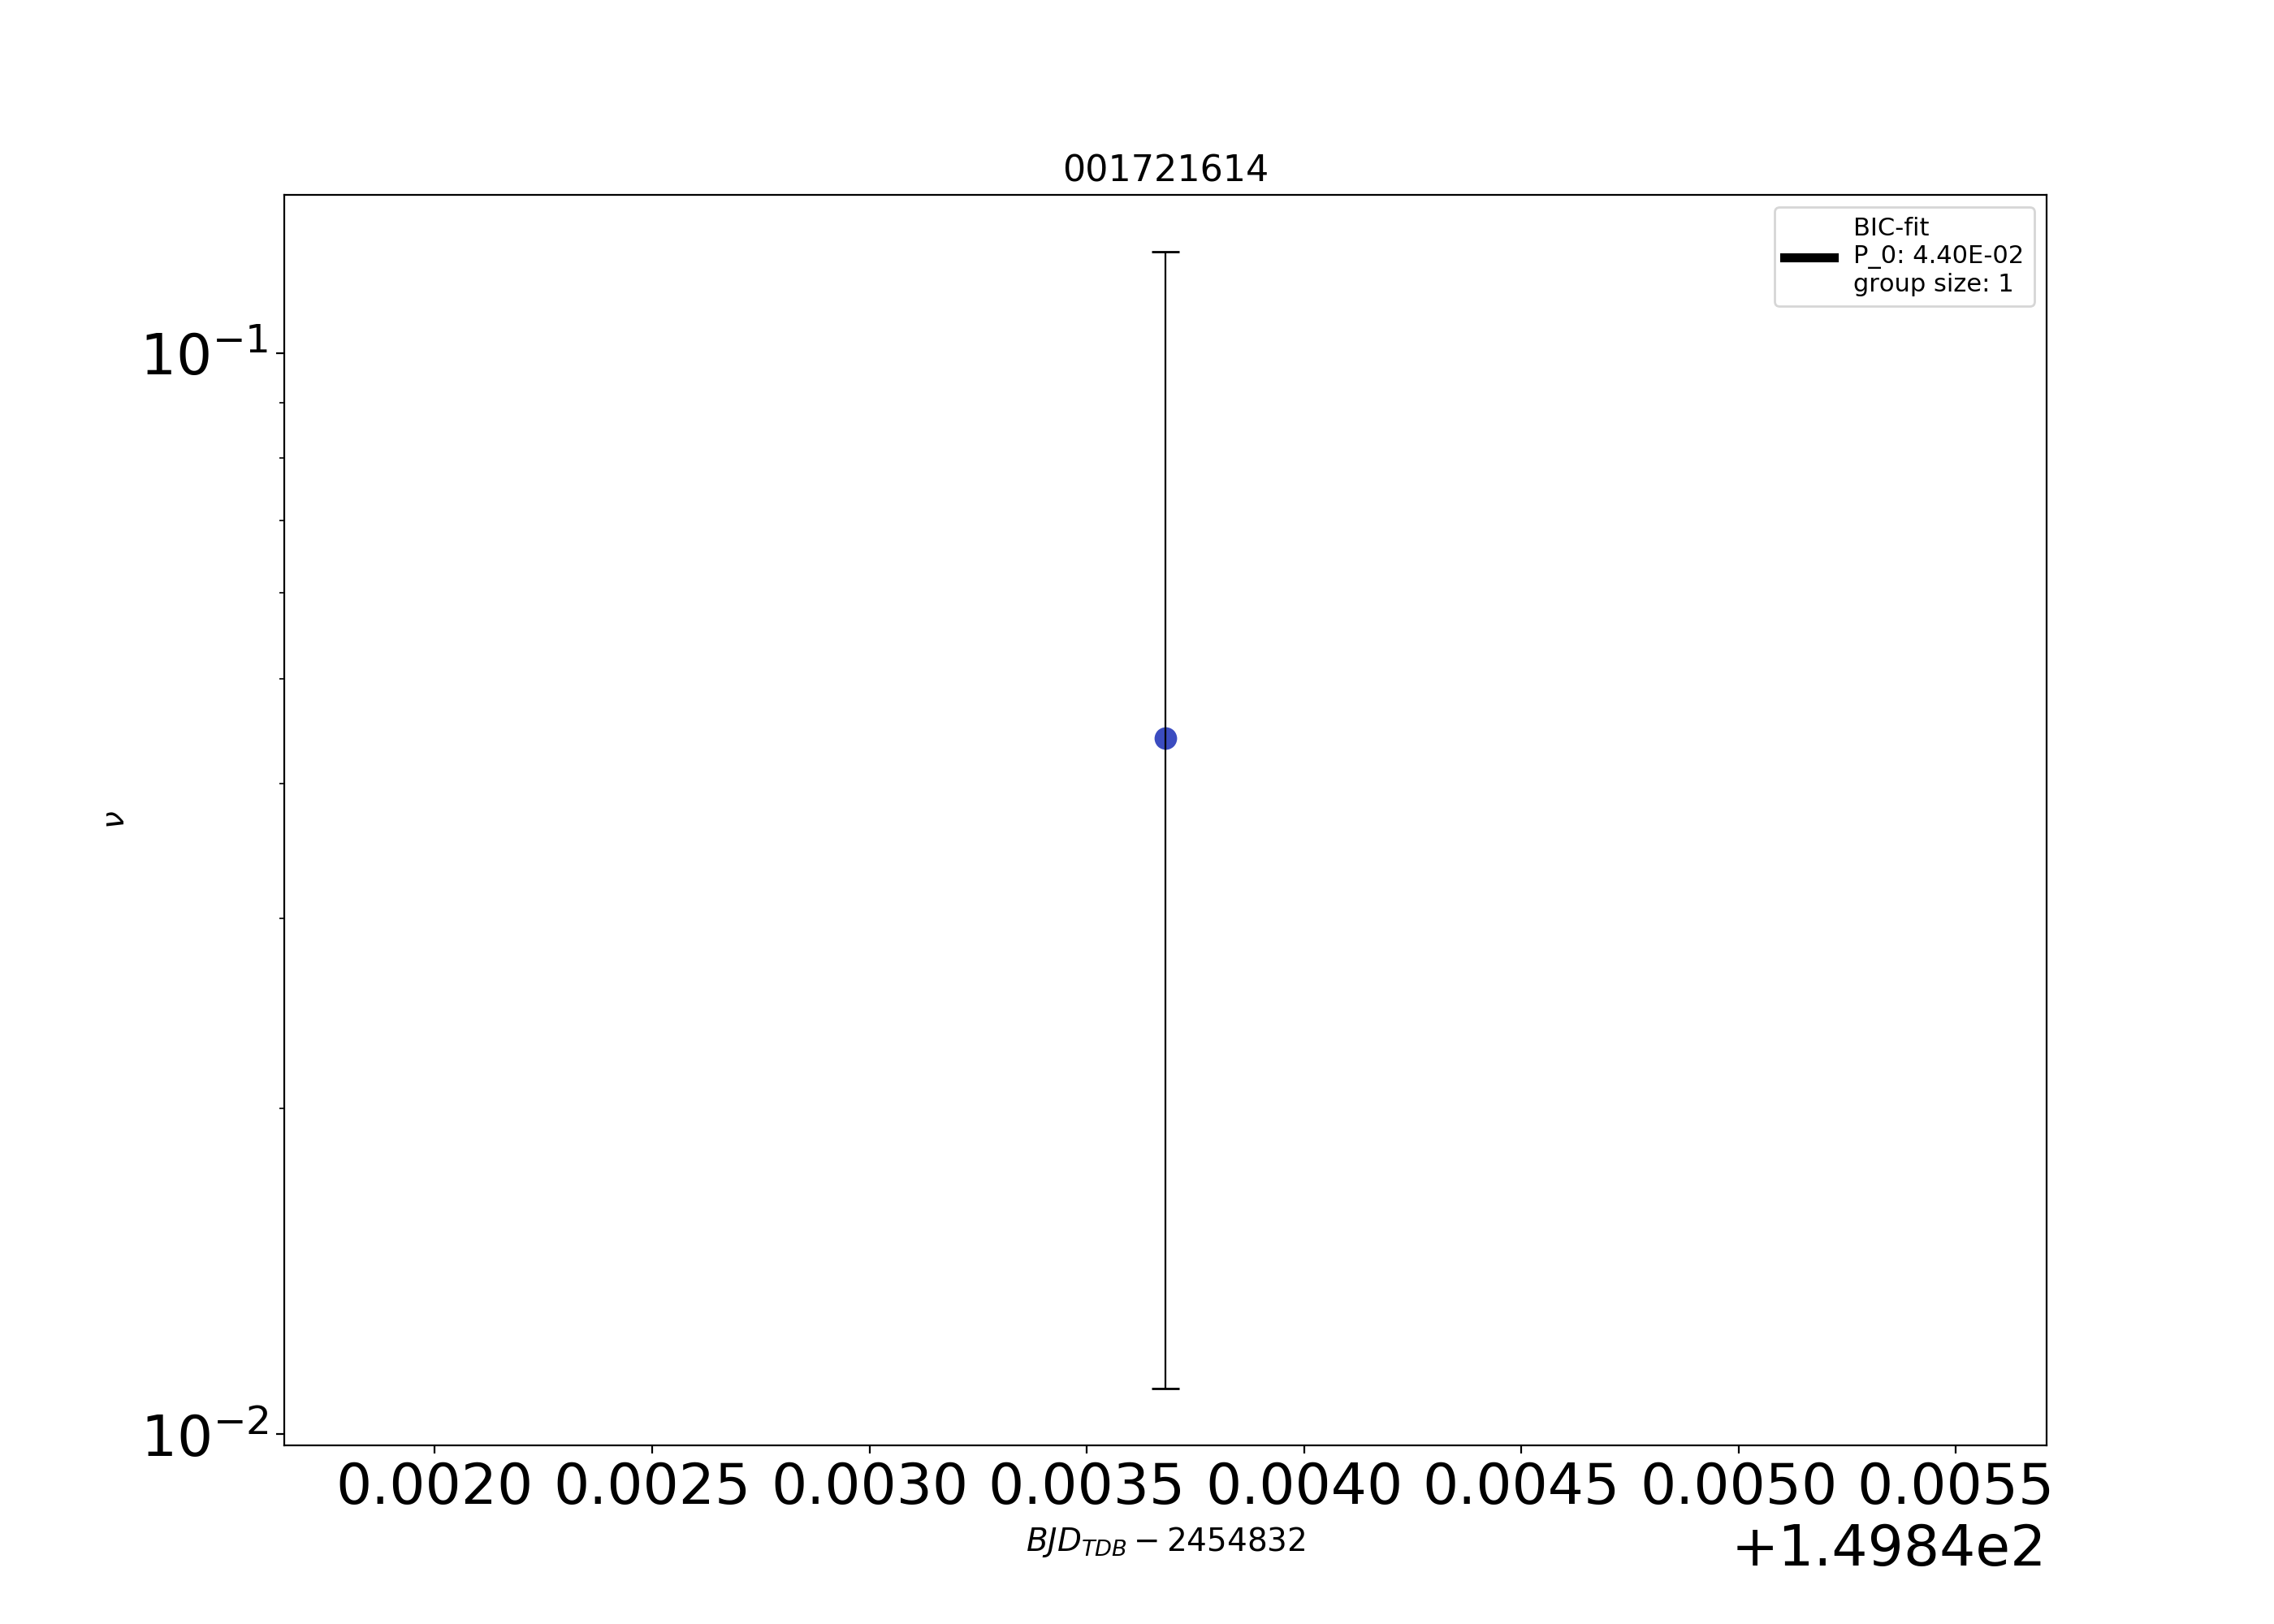 001721614
BIC-fit
P_0: 4.40E-02
group size: 1
10⁻¹
ν
10⁻²
0.0020 0.0025 0.0030 0.0035 0.0040 0.0045 0.0050 0.0055
BJD_TDB − 2454832
+1.4984e2